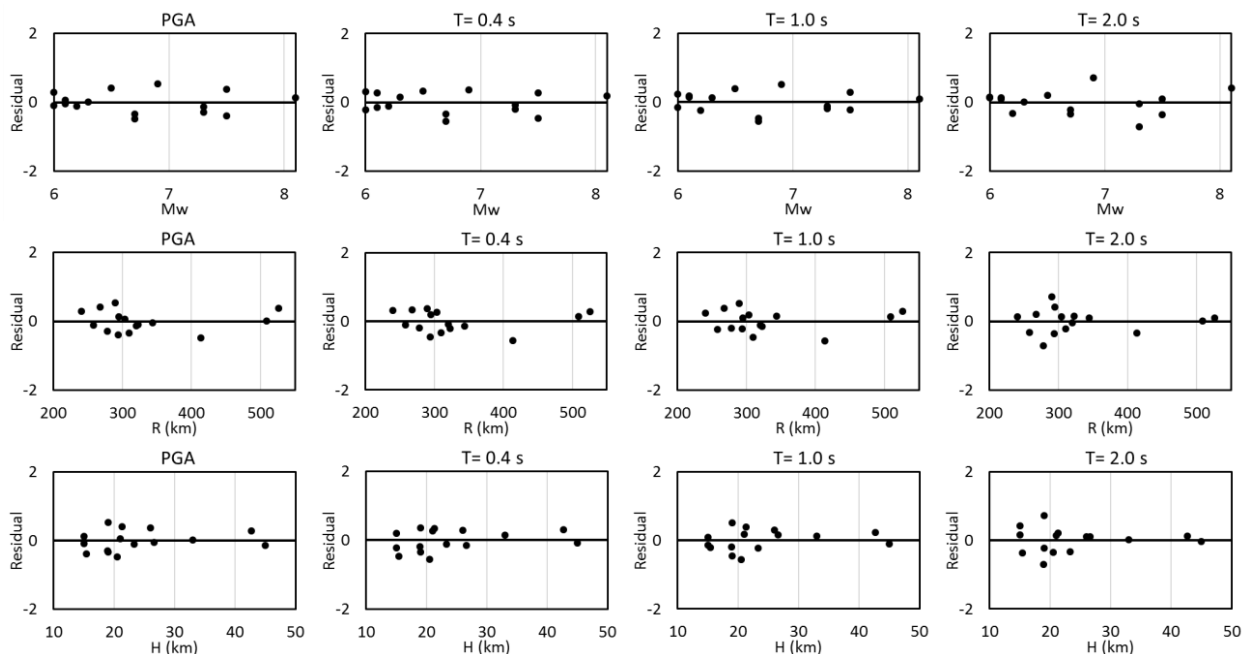 PGA T= 0.4 s T= 1.0 s T= 2.0 s
2 2 2 2
Residual Residual Residual Residual
0 0 0 0
-2 -2 -2 -2
6 7 8 6 7 8 6 7 8 6 7 8
Mw Mw Mw Mw
PGA T= 0.4 s T= 1.0 s T= 2.0 s
2 2 2 2
Residual Residual Residual Residual
0 0 0 0
-2 -2 -2 -2
200 300 400 500 200 300 400 500 200 300 400 500 200 300 400 500
R (km) R (km) R (km) R (km)
PGA T= 0.4 s T= 1.0 s T= 2.0 s
2 2 2 2
Residual Residual Residual Residual
0 0 0 0
-2 -2 -2 -2
10 20 30 40 50 10 20 30 40 50 10 20 30 40 50 10 20 30 40 50
H (km) H (km) H (km) H (km)